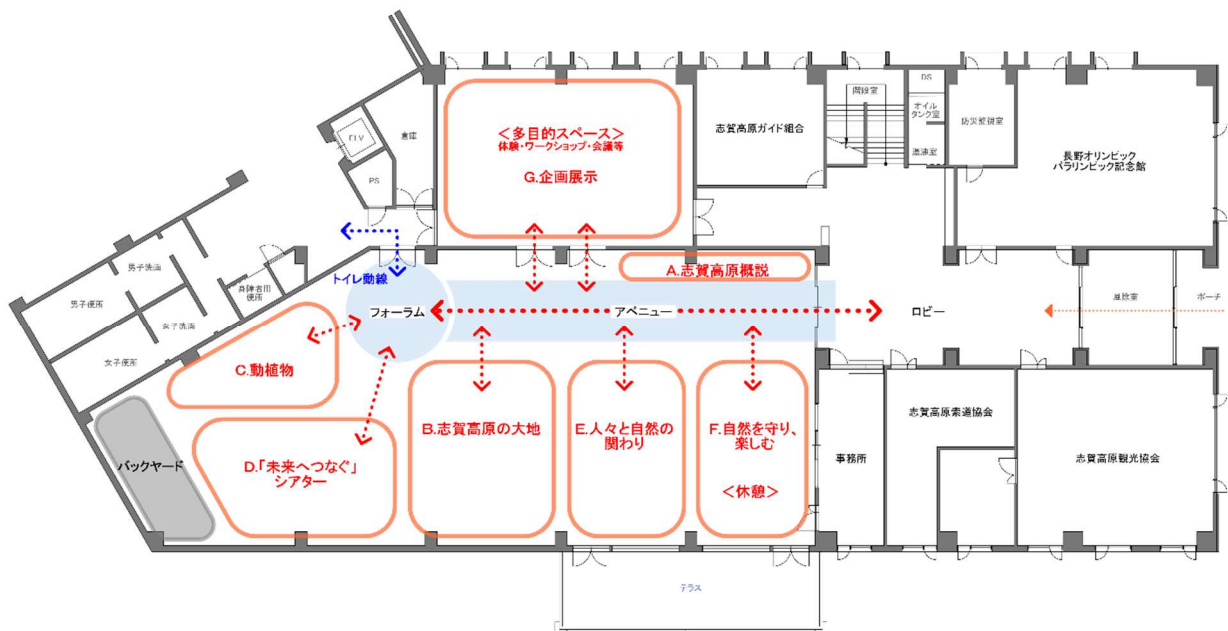 DS
階段室
オイル
タンク室
防災監視室
<多目的スペース>
体験・ワークショップ・会議等
G.企画展示
志賀高原ガイド組合
長野オリンピック
パラリンピック記念館
倉庫
ELV
PS
トイレ動線
男子洗面
男子便所
身障者用
便所
女子洗面
女子便所
A.志賀高原概説
フォーラム
アベニュー
ロビー
風除室
ポーチ
C.動植物
B.志賀高原の大地
E.人々と自然の
関わり
F.自然を守り、
楽しむ
<休憩>
D.「未来へつなぐ」
シアター
バックヤード
事務所
志賀高原索道協会
志賀高原観光協会
テラス